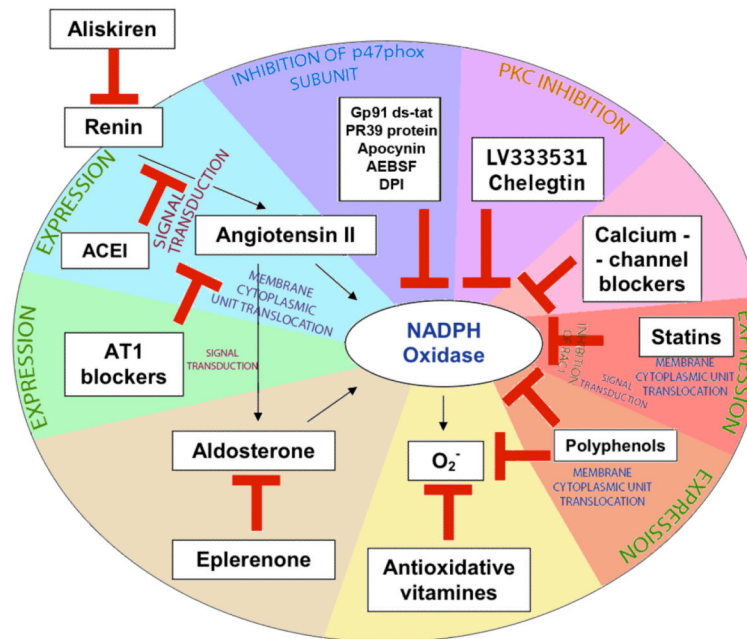 Aliskiren
Renin
INHIBITION OF p47phox
SUBUNIT
PKC INHIBITION
Gp91 ds-tat
PR39 protein
Apocynin
AEBSF
DPI
LV333531
Chelegtin
EXPRESSION
SIGNAL
TRANSDUCTION
ACEI
Angiotensin II
Calcium -
- channel
blockers
MEMBRANE
CYTOPLASMIC
UNIT TRANSLOCATION
NADPH
Oxidase
INHIBITION
OF RAC1
Statins
MEMBRANE
CYTOPLASMIC UNIT
TRANSLOCATION
EXPRESSION
SIGNAL
TRANSDUCTION
EXPRESSION
AT1
blockers
SIGNAL
TRANSDUCTION
Aldosterone
O₂⁻
Polyphenols
MEMBRANE
CYTOPLASMIC UNIT
TRANSLOCATION
EXPRESSION
Eplerenone
Antioxidative
vitamines